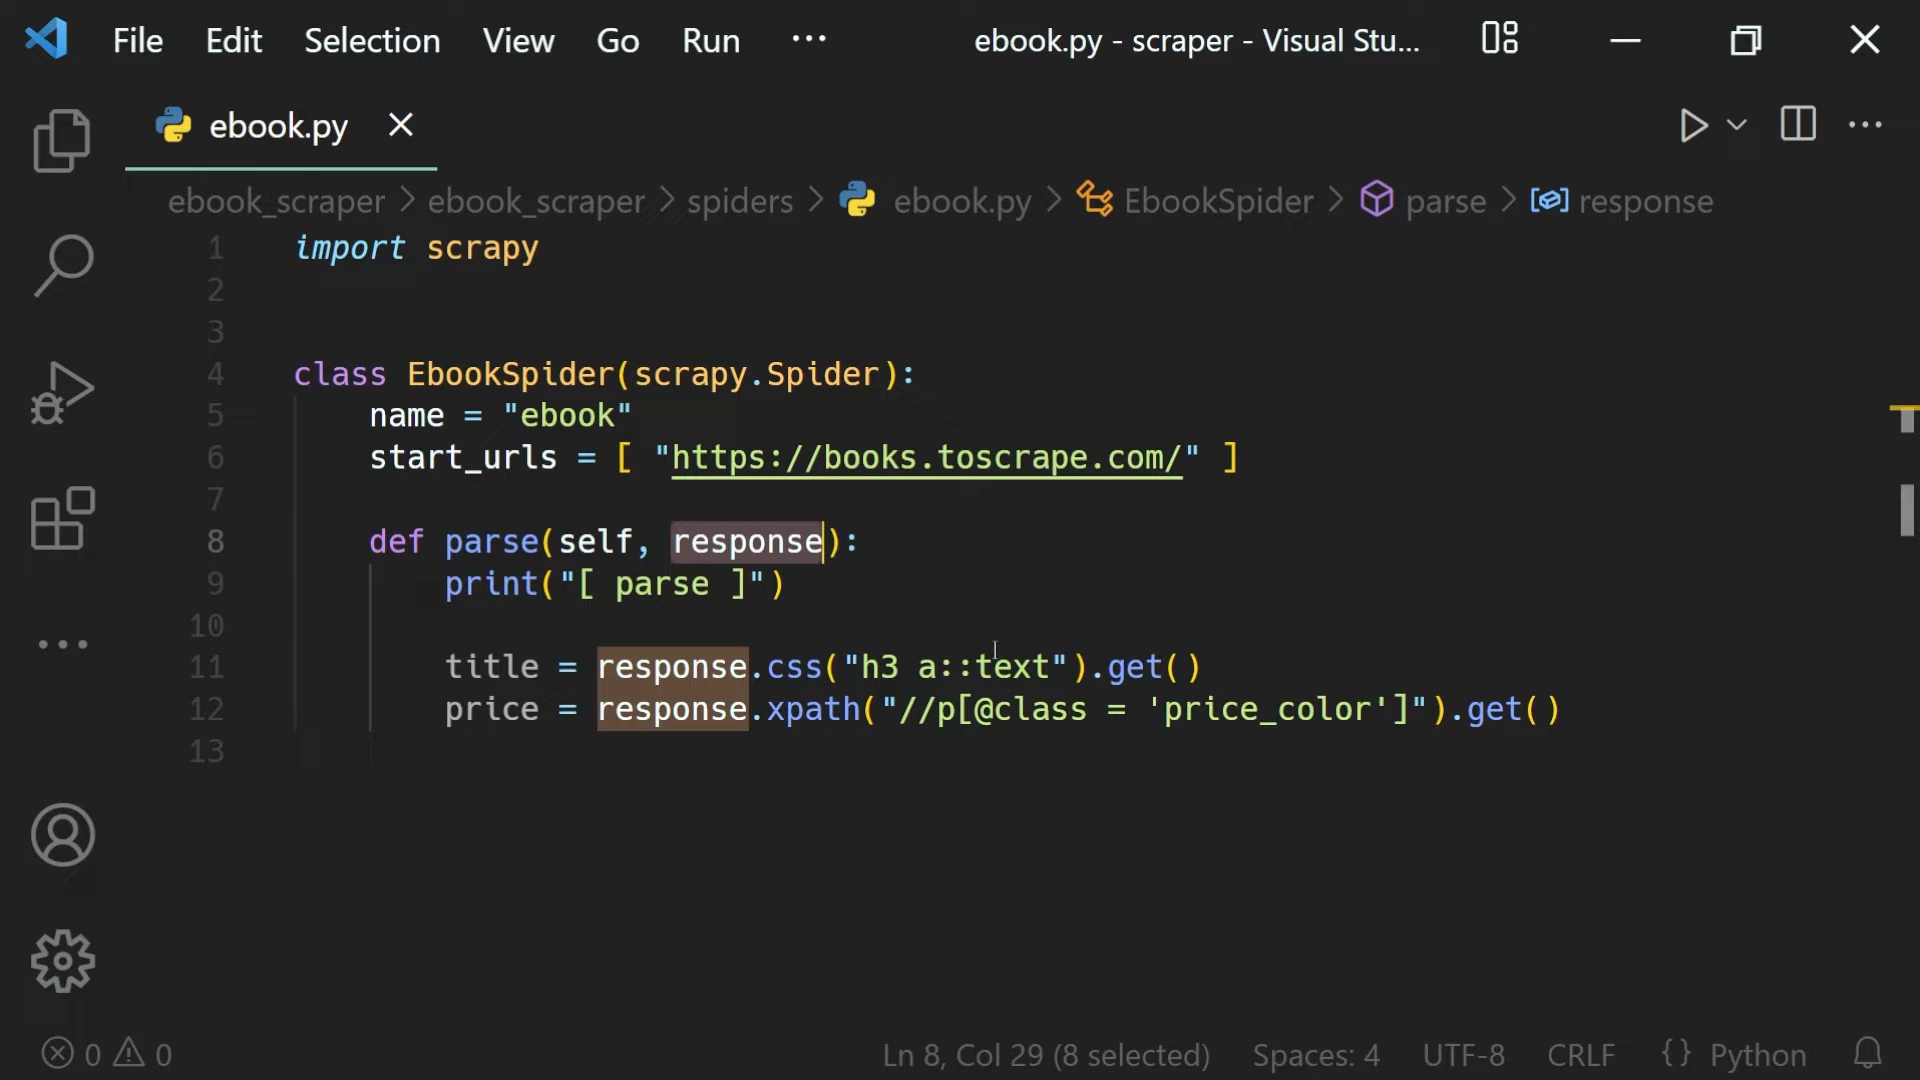 File Edit Selection View Go Run ··· ebook.py - scraper - Visual Stu...
ebook.py
ebook_scraper > ebook_scraper > spiders > ebook.py > EbookSpider > parse > response
1 import scrapy
2
3
4 class EbookSpider(scrapy.Spider):
5 name = "ebook"
6 start_urls = [ "https://books.toscrape.com/" ]
7
8 def parse(self, response):
9 print("[ parse ]")
10
11 title = response.css("h3 a::text").get()
12 price = response.xpath("//p[@class = 'price_color']").get()
13
0 0 Ln 8, Col 29 (8 selected) Spaces: 4 UTF-8 CRLF {} Python